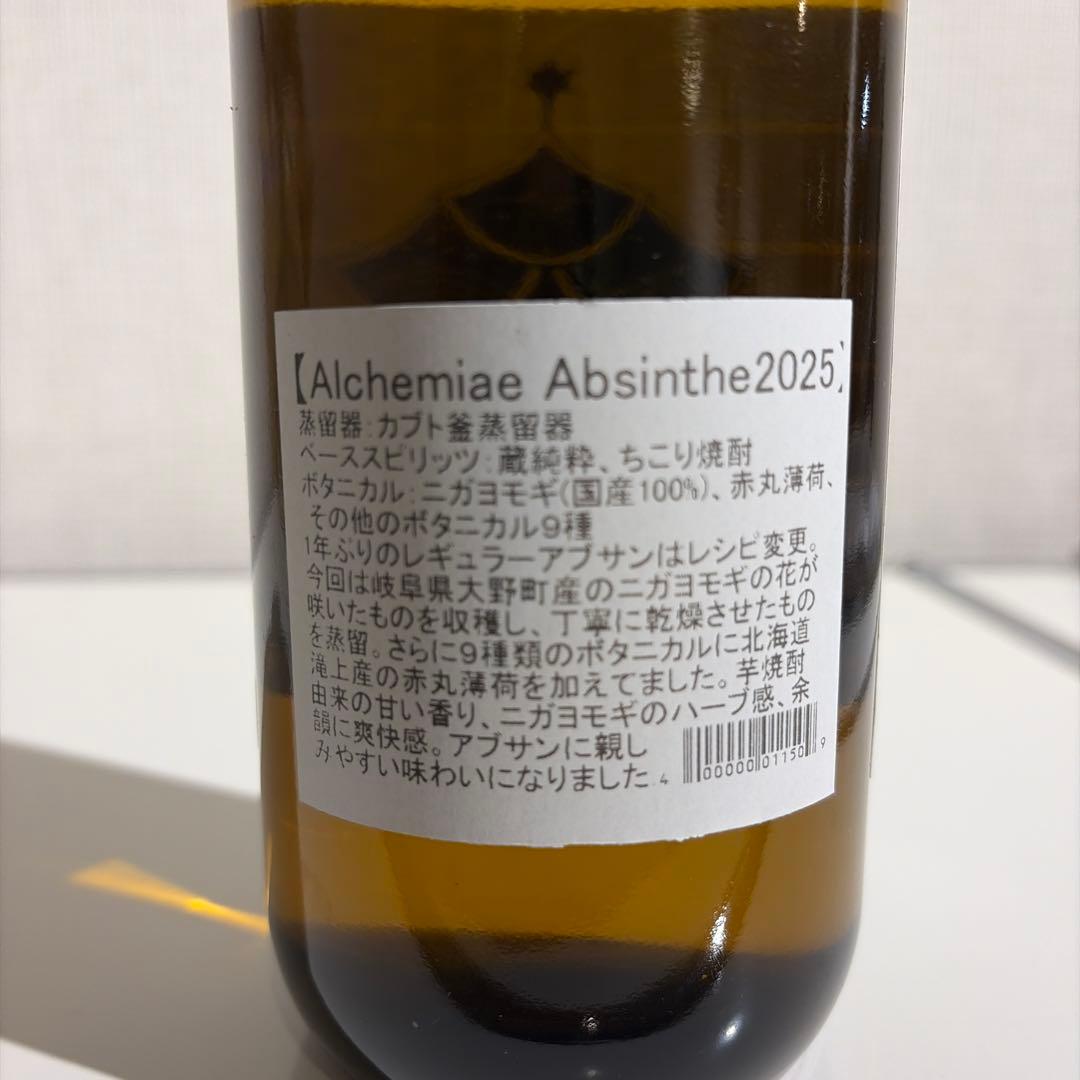 【Alchemiae Absinthe2025】
蒸留器:カブト釜蒸留器
ベーススピリッツ:蔵純粋、ちこり焼酎
ボタニカル:ニガヨモギ(国産100%)、赤丸薄荷、
その他のボタニカル9種
1年ぶりのレギュラーアブサンはレシピ変更。
今回は岐阜県大野町産のニガヨモギの花が
咲いたものを収穫し、丁寧に乾燥させたもの
を蒸留。さらに9種類のボタニカルに北海道
滝上産の赤丸薄荷を加えてました。芋焼酎
由来の甘い香り、ニガヨモギのハーブ感、余
韻に爽快感。アブサンに親し
みやすい味わいになりました.
4 000000 01150 9